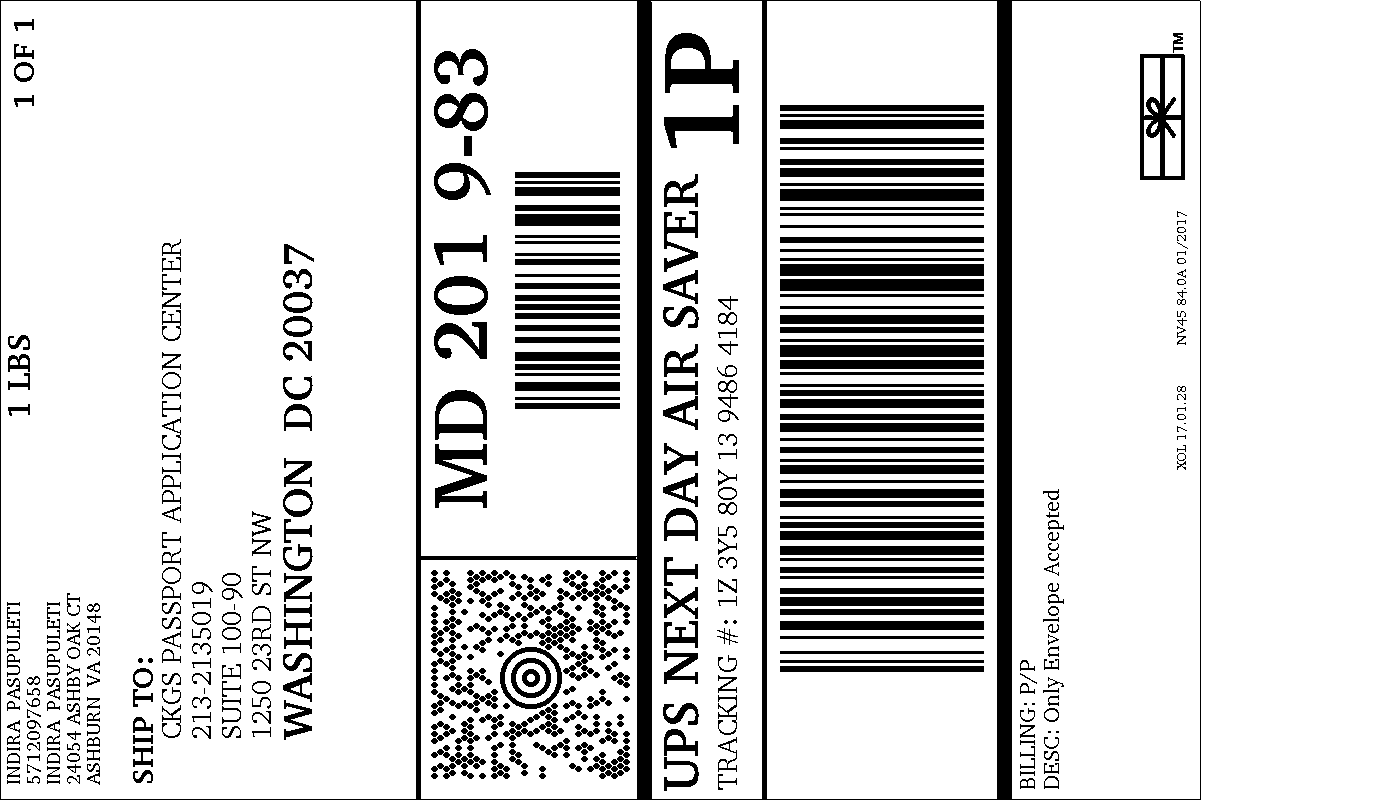 INDIRA PASUPULETI
5712097658
INDIRA PASUPULETI
24054 ASHBY OAK CT
ASHBURN VA 20148
1 LBS
1 OF 1
SHIP TO:
CKGS PASSPORT APPLICATION CENTER
213-2135019
SUITE 100-90
1250 23RD ST NW
WASHINGTON DC 20037
MD 201 9-83
UPS NEXT DAY AIR SAVER
1P
TRACKING #: 1Z 3Y5 80Y 13 9486 4184
BILLING: P/P
DESC: Only Envelope Accepted
XOL 17.01.28
NV45 84.0A 01/2017
TM